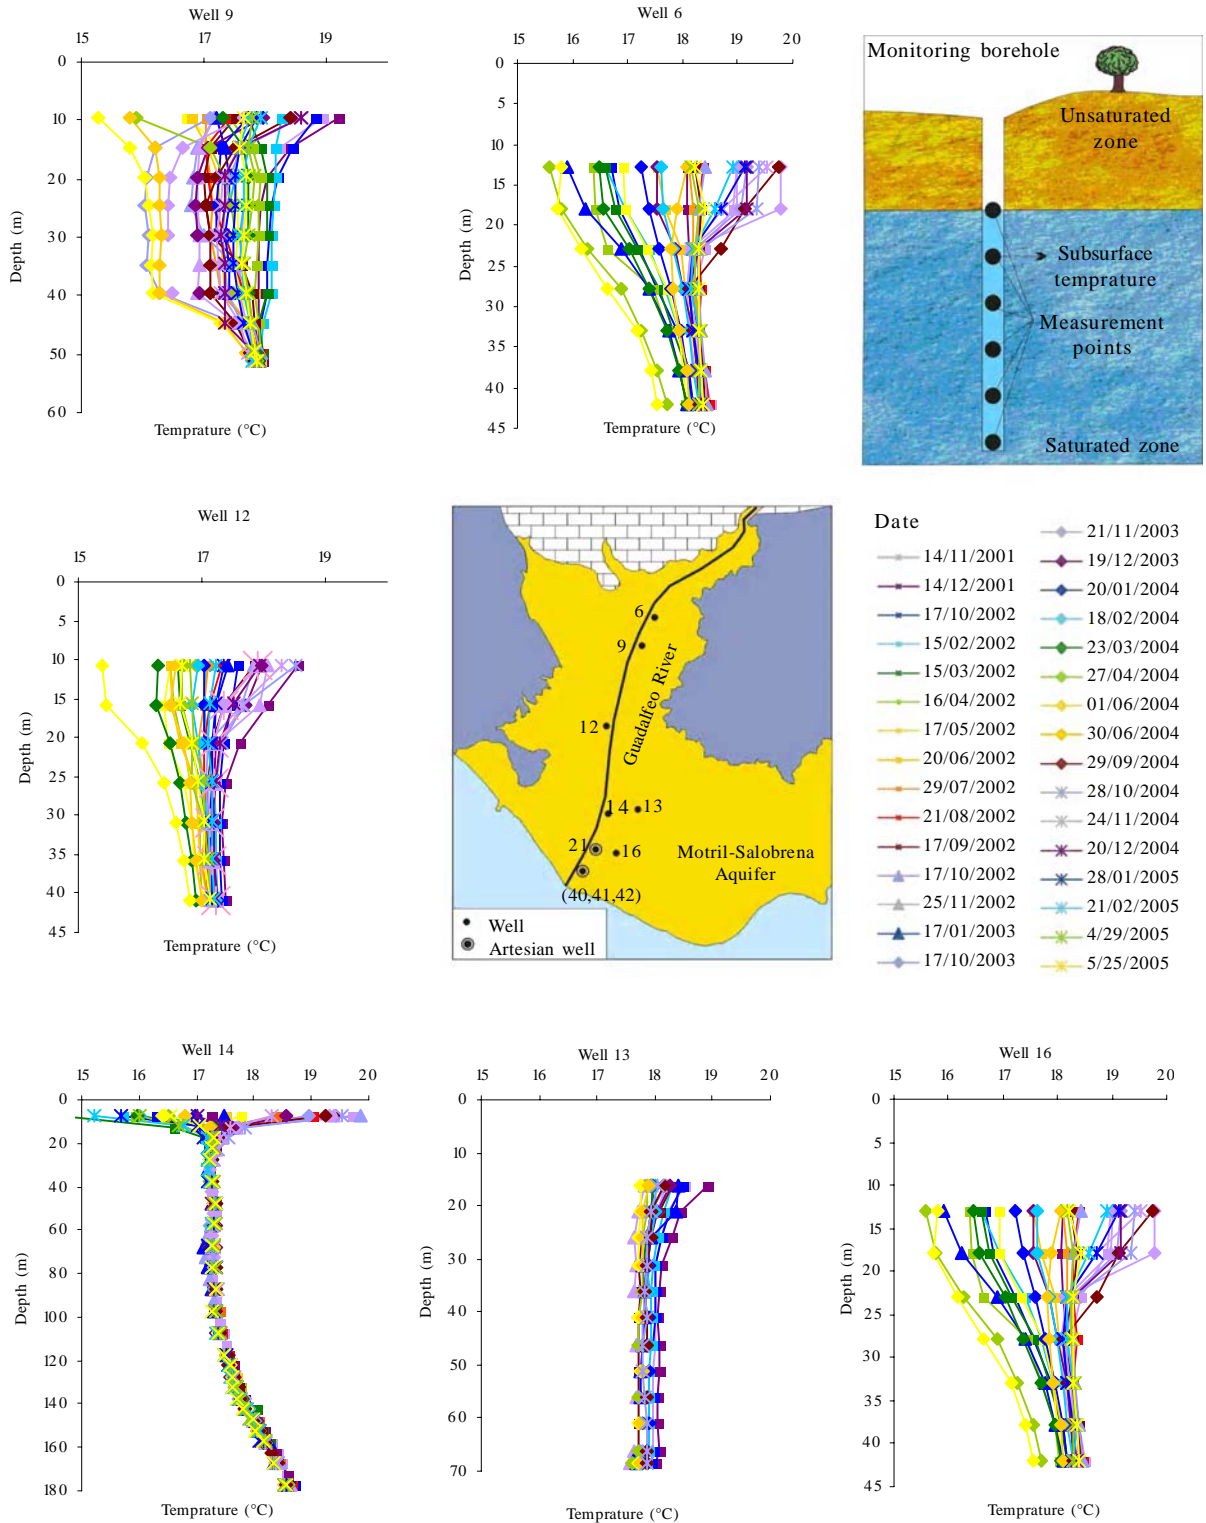 Well 9
15 17 19
0
10
20
30
40
50
60
Depth (m)
Temprature (°C)
Well 6
15 16 17 18 19 20
0
5
10
15
20
25
30
35
40
45
Depth (m)
Temprature (°C)
Monitoring borehole
Unsaturated
zone
Subsurface
temprature
Measurement
points
Saturated zone
Well 12
15 17 19
0
5
10
15
20
25
30
35
40
45
Depth (m)
Temprature (°C)
6
9
12
14
13
21
16
(40,41,42)
Guadalfeo River
Motril-Salobrena
Aquifer
Well
Artesian well
Date
14/11/2001
14/12/2001
17/10/2002
15/02/2002
15/03/2002
16/04/2002
17/05/2002
20/06/2002
29/07/2002
21/08/2002
17/09/2002
17/10/2002
25/11/2002
17/01/2003
17/10/2003
21/11/2003
19/12/2003
20/01/2004
18/02/2004
23/03/2004
27/04/2004
01/06/2004
30/06/2004
29/09/2004
28/10/2004
24/11/2004
20/12/2004
28/01/2005
21/02/2005
4/29/2005
5/25/2005
Well 14
15 16 17 18 19 20
0
20
40
60
80
100
120
140
160
180
Depth (m)
Temprature (°C)
Well 13
15 16 17 18 19 20
0
10
20
30
40
50
60
70
Depth (m)
Temprature (°C)
Well 16
15 16 17 18 19 20
0
5
10
15
20
25
30
35
40
45
Depth (m)
Temprature (°C)